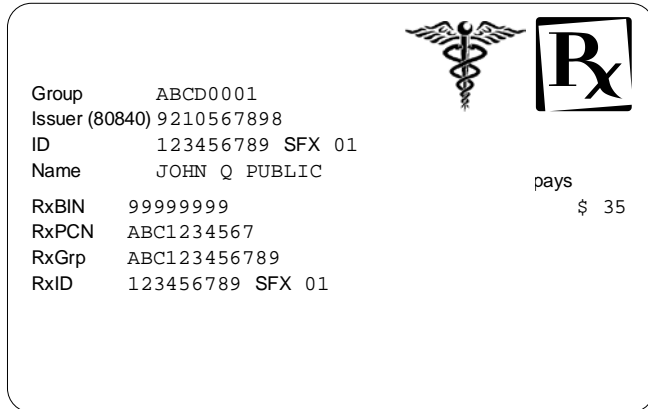 Rx
Group ABCD0001
Issuer (80840) 9210567898
ID 123456789 SFX 01
Name JOHN Q PUBLIC
pays
RxBIN 99999999 $ 35
RxPCN ABC1234567
RxGrp ABC123456789
RxID 123456789 SFX 01